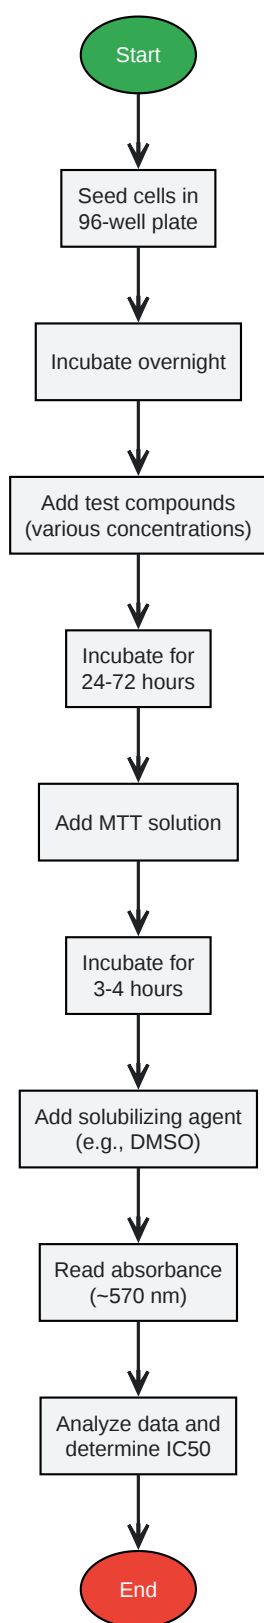 Start
Seed cells in
96-well plate
Incubate overnight
Add test compounds
(various concentrations)
Incubate for
24-72 hours
Add MTT solution
Incubate for
3-4 hours
Add solubilizing agent
(e.g., DMSO)
Read absorbance
(~570 nm)
Analyze data and
determine IC50
End